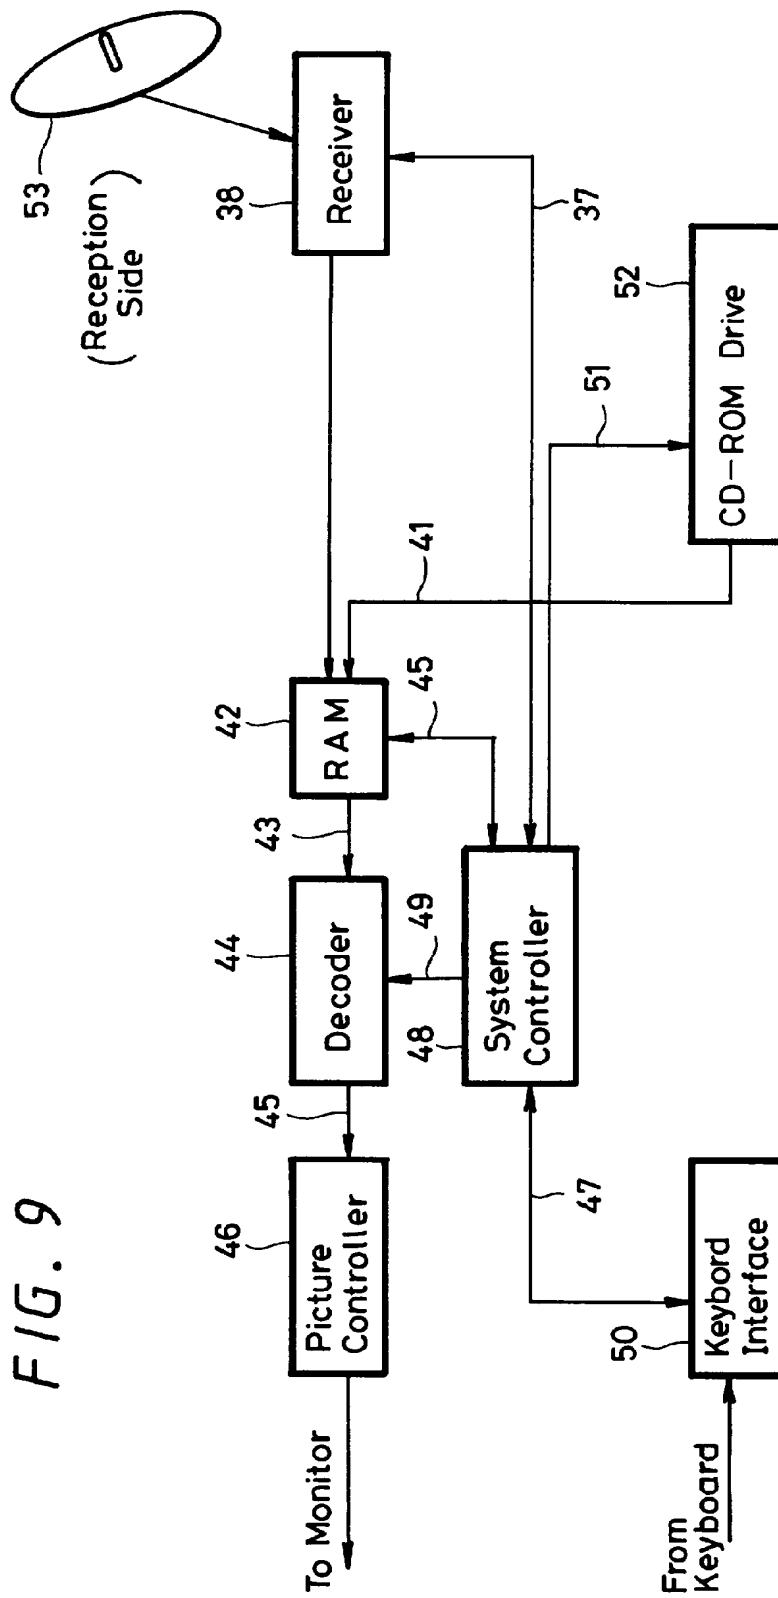 FIG. 9
53
(Reception
Side)
46
44
42
38
45
43
To Monitor
Picture
Controller
Decoder
RAM
Receiver
48
49
45
41
System
Controller
47
37
51
50
52
From
Keyboard
Keybord
Interface
CD-ROM Drive